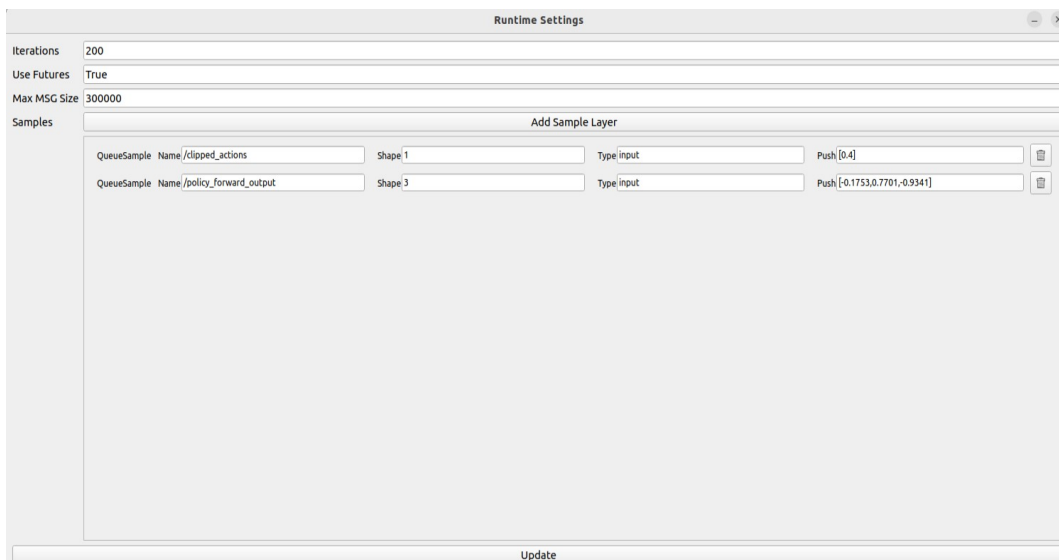 Runtime Settings
Iterations 200
Use Futures True
Max MSG Size 300000
Samples Add Sample Layer
QueueSample Name /clipped_actions Shape 1 Type input Push [0.4]
QueueSample Name /policy_forward_output Shape 3 Type input Push [-0.1753,0.7701,-0.9341]
Update